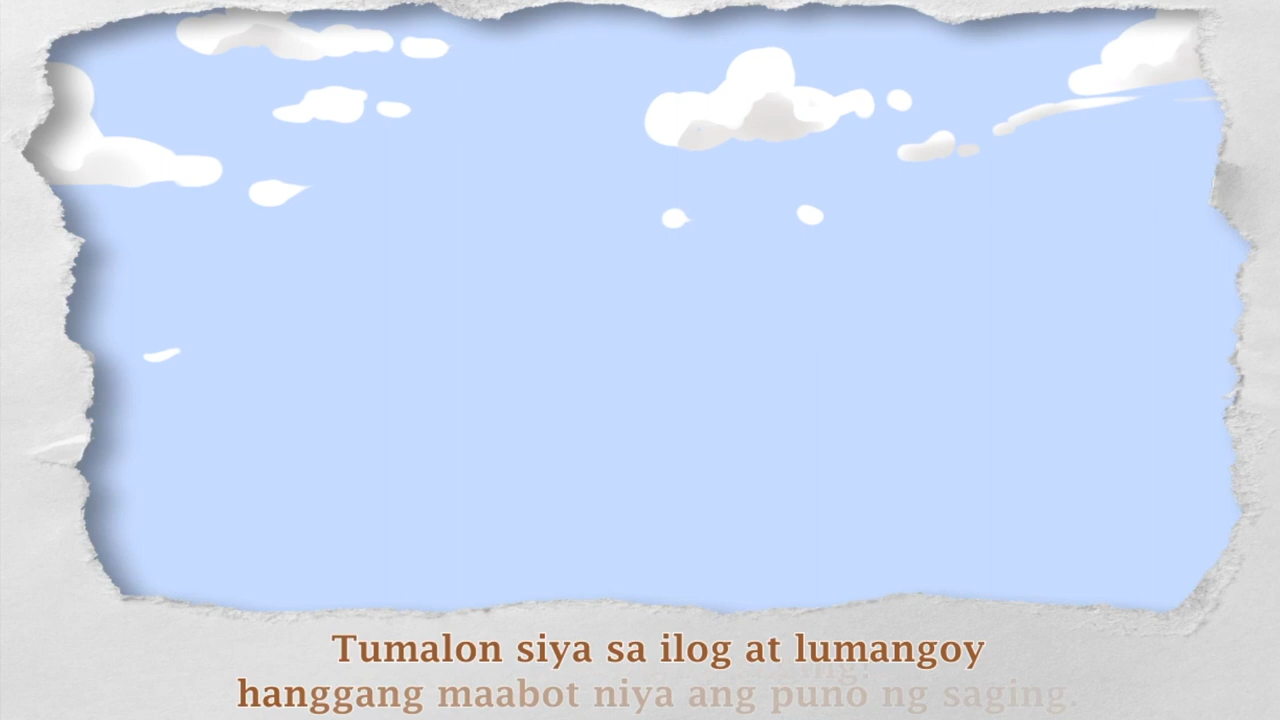 Tumalon siya sa ilog at lumangoy
hanggang maabot niya ang puno ng saging.